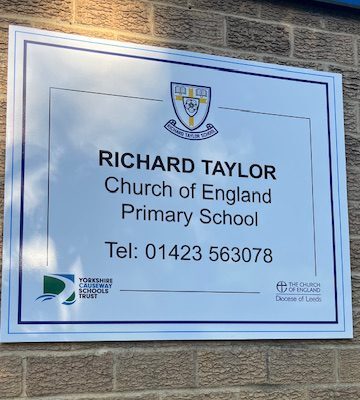 RICHARD TAYLOR SCHOOL
RICHARD TAYLOR
Church of England
Primary School
Tel: 01423 563078
YORKSHIRE
CAUSEWAY
SCHOOLS
TRUST
THE CHURCH
OF ENGLAND
Diocese of Leeds